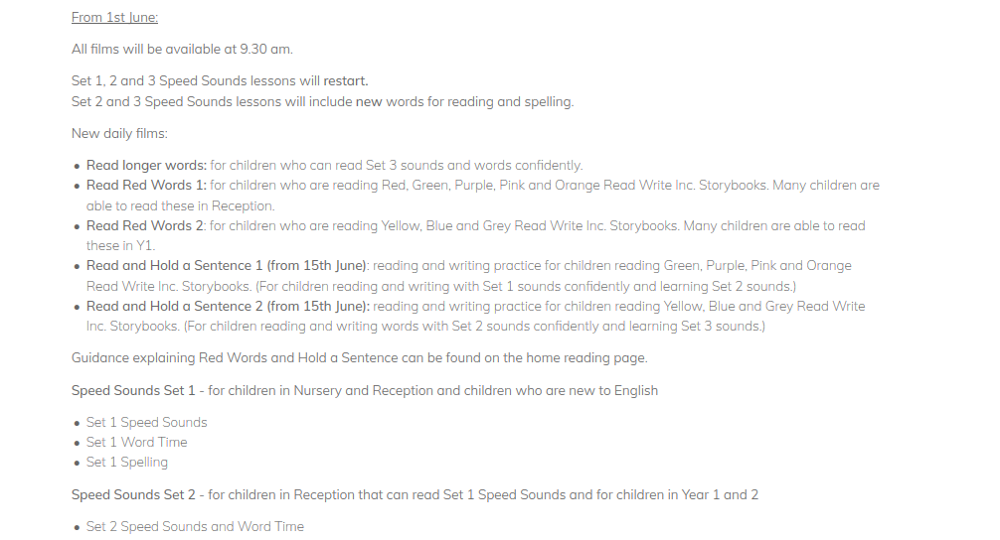 From 1st June:
All films will be available at 9.30 am.
Set 1, 2 and 3 Speed Sounds lessons will restart.
Set 2 and 3 Speed Sounds lessons will include new words for reading and spelling.
New daily films:
• Read longer words: for children who can read Set 3 sounds and words confidently.
• Read Red Words 1: for children who are reading Red, Green, Purple, Pink and Orange Read Write Inc. Storybooks. Many children are
able to read these in Reception.
• Read Red Words 2: for children who are reading Yellow, Blue and Grey Read Write Inc. Storybooks. Many children are able to read
these in Y1.
• Read and Hold a Sentence 1 (from 15th June): reading and writing practice for children reading Green, Purple, Pink and Orange
Read Write Inc. Storybooks. (For children reading and writing with Set 1 sounds confidently and learning Set 2 sounds.)
• Read and Hold a Sentence 2 (from 15th June): reading and writing practice for children reading Yellow, Blue and Grey Read Write
Inc. Storybooks. (For children reading and writing words with Set 2 sounds confidently and learning Set 3 sounds.)
Guidance explaining Red Words and Hold a Sentence can be found on the home reading page.
Speed Sounds Set 1 - for children in Nursery and Reception and children who are new to English
• Set 1 Speed Sounds
• Set 1 Word Time
• Set 1 Spelling
Speed Sounds Set 2 - for children in Reception that can read Set 1 Speed Sounds and for children in Year 1 and 2
• Set 2 Speed Sounds and Word Time